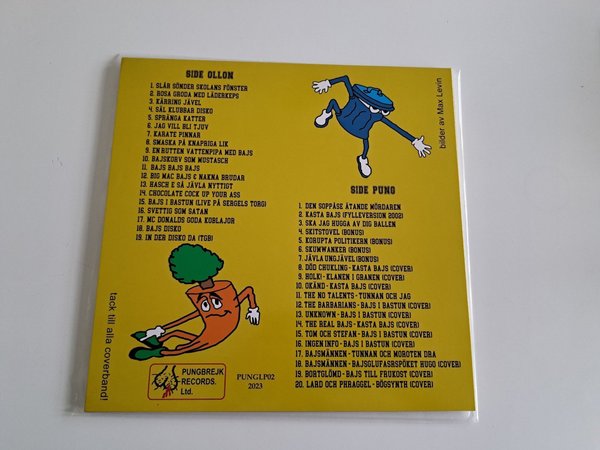 SIDE OLLON
1. SLÅR SÖNDER SKOLANS FÖNSTER
2. ROSA GRODA MED LÄDERKEPS
3. KÄRRING JÄVEL
4. SÄL KLUBBAR DISKO
5. SPRÄNGA KATTER
6. JAG VILL BLI TJUV
7. KARATE PINNAR
8. SMASKA PÅ KNAPRIGA LIK
9. EN RUTTEN VATTENPIPA MED BAJS
10. BAJSKORV SOM MUSTASCH
11. BAJS BAJS BAJS
12. BIG MAC BAJS & NAKNA BRUDAR
13. HASCH E SÅ JÄVLA NYTTIGT
14. CHOCOLATE COCK UP YOUR ASS
15. BAJS I BASTUN (LIVE PÅ SERGELS TORG)
16. SVETTIG SOM SATAN
17. MC DONALDS GODA KOBLAJOR
18. BAJS DISKO
19. IN DER DISKO DA (TGB)
bilder av Max Levin
SIDE PUNG
1. DEN SOPPÅSE ÄTANDE MÖRDAREN
2. KASTA BAJS (FYLLEVERSION 2002)
3. SKA JAG HUGGA AV DIG BALLEN
4. SKITSTOVEL (BONUS)
5. KORUPTA POLITIKERN (BONUS)
6. SKUMWANKER (BONUS)
7. JÄVLA UNGJÄVEL (BONUS)
8. DÖD CHUKLING - KASTA BAJS (COVER)
9. HOLKJ - KLANEN I GRANEN (COVER)
10. OKÄND - KASTA BAJS (COVER)
11. THE NO TALENTS - TUNNAN OCH JAG
12. THE BARBARIANS - BAJS I BASTUN (COVER)
13. UNKNOWN - BAJS I BASTUN (COVER)
14. THE REAL BAJS - KASTA BAJS (COVER)
15. TOM OCH STEFAN - BAJS I BASTUN (COVER)
16. INGEN INFO - BAJS I BASTUN (COVER)
17. BAJSMÄNNEN - TUNNAN OCH MOROTEN DRA
18. BAJSMÄNNEN - BAJSGLUFSARSPÖKET HUGO (COVER)
19. BORTGLÖMD - BAJS TILL FRUKOST (COVER)
20. LARD OCH PHRAGGEL - BÖGSYNTH (COVER)
tack till alla coverband!
PUNGBREJK
RECORDS.
Ltd.
PUNGLP02
2023